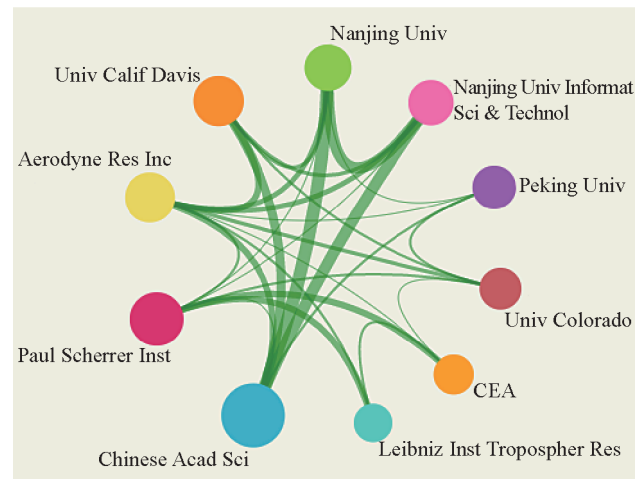 Nanjing Univ
Univ Calif Davis
Nanjing Univ Informat
Sci & Technol
Aerodyne Res Inc
Peking Univ
Univ Colorado
Paul Scherrer Inst
CEA
Leibniz Inst Tropospher Res
Chinese Acad Sci